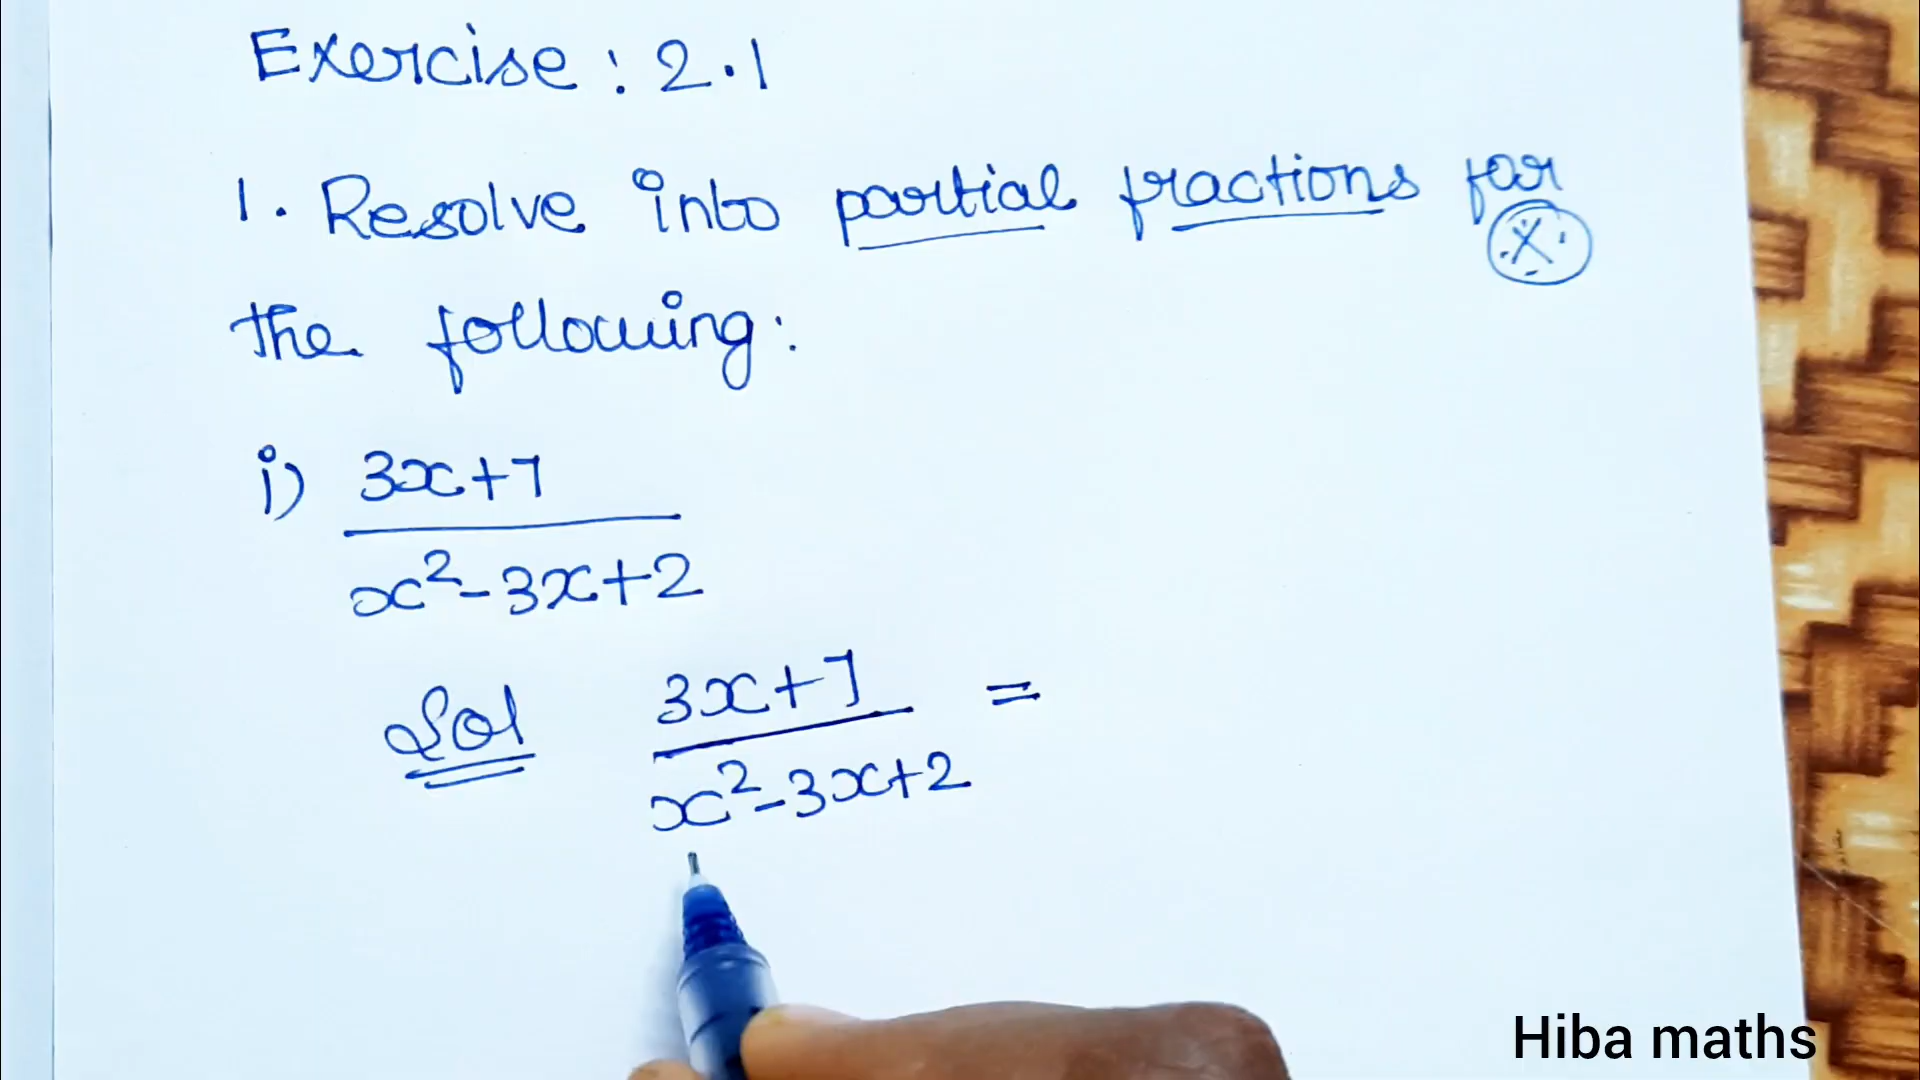 Exercise : 2.1
1. Resolve into partial fractions for
X
the following:
i) 3x+7
x²-3x+2
Sol 3x+7 =
x²-3x+2
Hiba maths